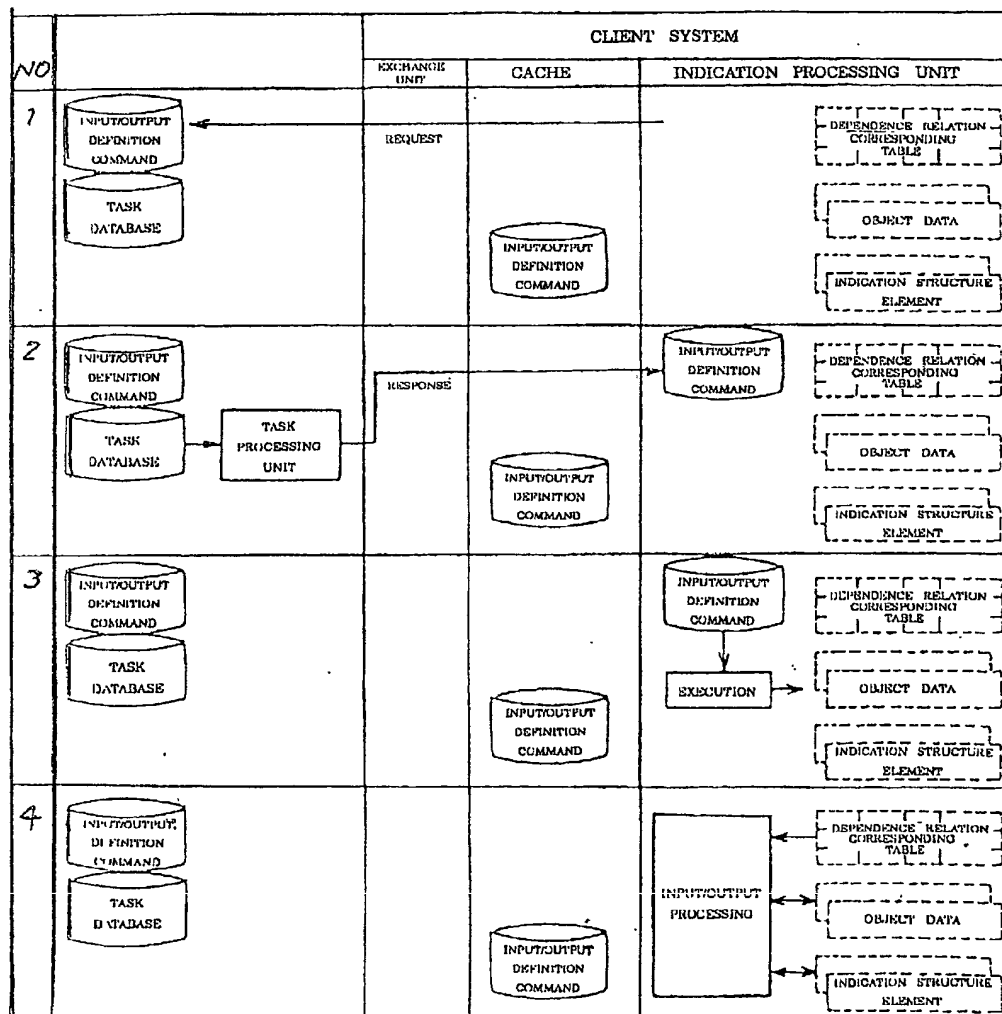 CLIENT SYSTEM
NO
EXCHANGE
UNIT
CACHE
INDICATION PROCESSING UNIT
1
INPUT/OUTPUT
DEFINITION
COMMAND
TASK
DATABASE
REQUEST
INPUT/OUTPUT
DEFINITION
COMMAND
DEPENDENCE RELATION
CORRESPONDING
TABLE
OBJECT DATA
INDICATION STRUCTURE
ELEMENT
2
INPUT/OUTPUT
DEFINITION
COMMAND
TASK
DATABASE
TASK
PROCESSING
UNIT
RESPONSE
INPUT/OUTPUT
DEFINITION
COMMAND
INPUT/OUTPUT
DEFINITION
COMMAND
DEPENDENCE RELATION
CORRESPONDING
TABLE
OBJECT DATA
INDICATION STRUCTURE
ELEMENT
3
INPUT/OUTPUT
DEFINITION
COMMAND
TASK
DATABASE
INPUT/OUTPUT
DEFINITION
COMMAND
INPUT/OUTPUT
DEFINITION
COMMAND
EXECUTION
DEPENDENCE RELATION
CORRESPONDING
TABLE
OBJECT DATA
INDICATION STRUCTURE
ELEMENT
4
INPUT/OUTPUT
DEFINITION
COMMAND
TASK
DATABASE
INPUT/OUTPUT
DEFINITION
COMMAND
INPUT/OUTPUT
PROCESSING
DEPENDENCE RELATION
CORRESPONDING
TABLE
OBJECT DATA
INDICATION STRUCTURE
ELEMENT